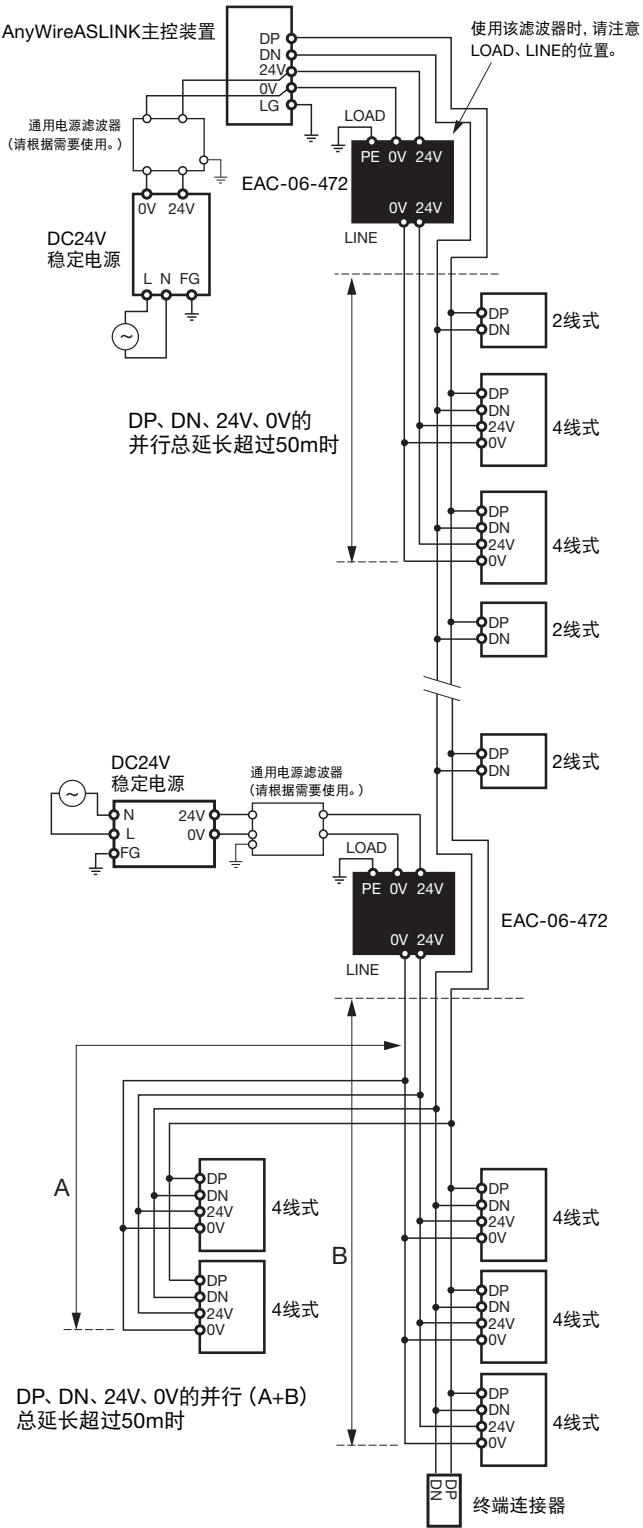 AnyWireASLINK主控装置
DP
DN
24V
0V
LG
使用该滤波器时，请注意
LOAD、LINE的位置。
通用电源滤波器
（请根据需要使用。）
LOAD
PE 0V 24V
EAC-06-472
0V 24V
LINE
0V 24V
DC24V
稳定电源
L N FG
~
DP
DN
2线式
DP、DN、24V、0V的
并行总延长超过50m时
DP
DN
24V
0V
4线式
DP
DN
24V
0V
4线式
DP
DN
2线式
DP
DN
2线式
DC24V
稳定电源
通用电源滤波器
（请根据需要使用。）
~
N
L
FG
24V
0V
LOAD
PE 0V 24V
EAC-06-472
0V 24V
LINE
A
B
DP
DN
24V
0V
4线式
DP
DN
24V
0V
4线式
DP
DN
24V
0V
4线式
DP
DN
24V
0V
4线式
DP
DN
24V
0V
4线式
DP、DN、24V、0V的并行（A+B）
总延长超过50m时
DP
DN
终端连接器